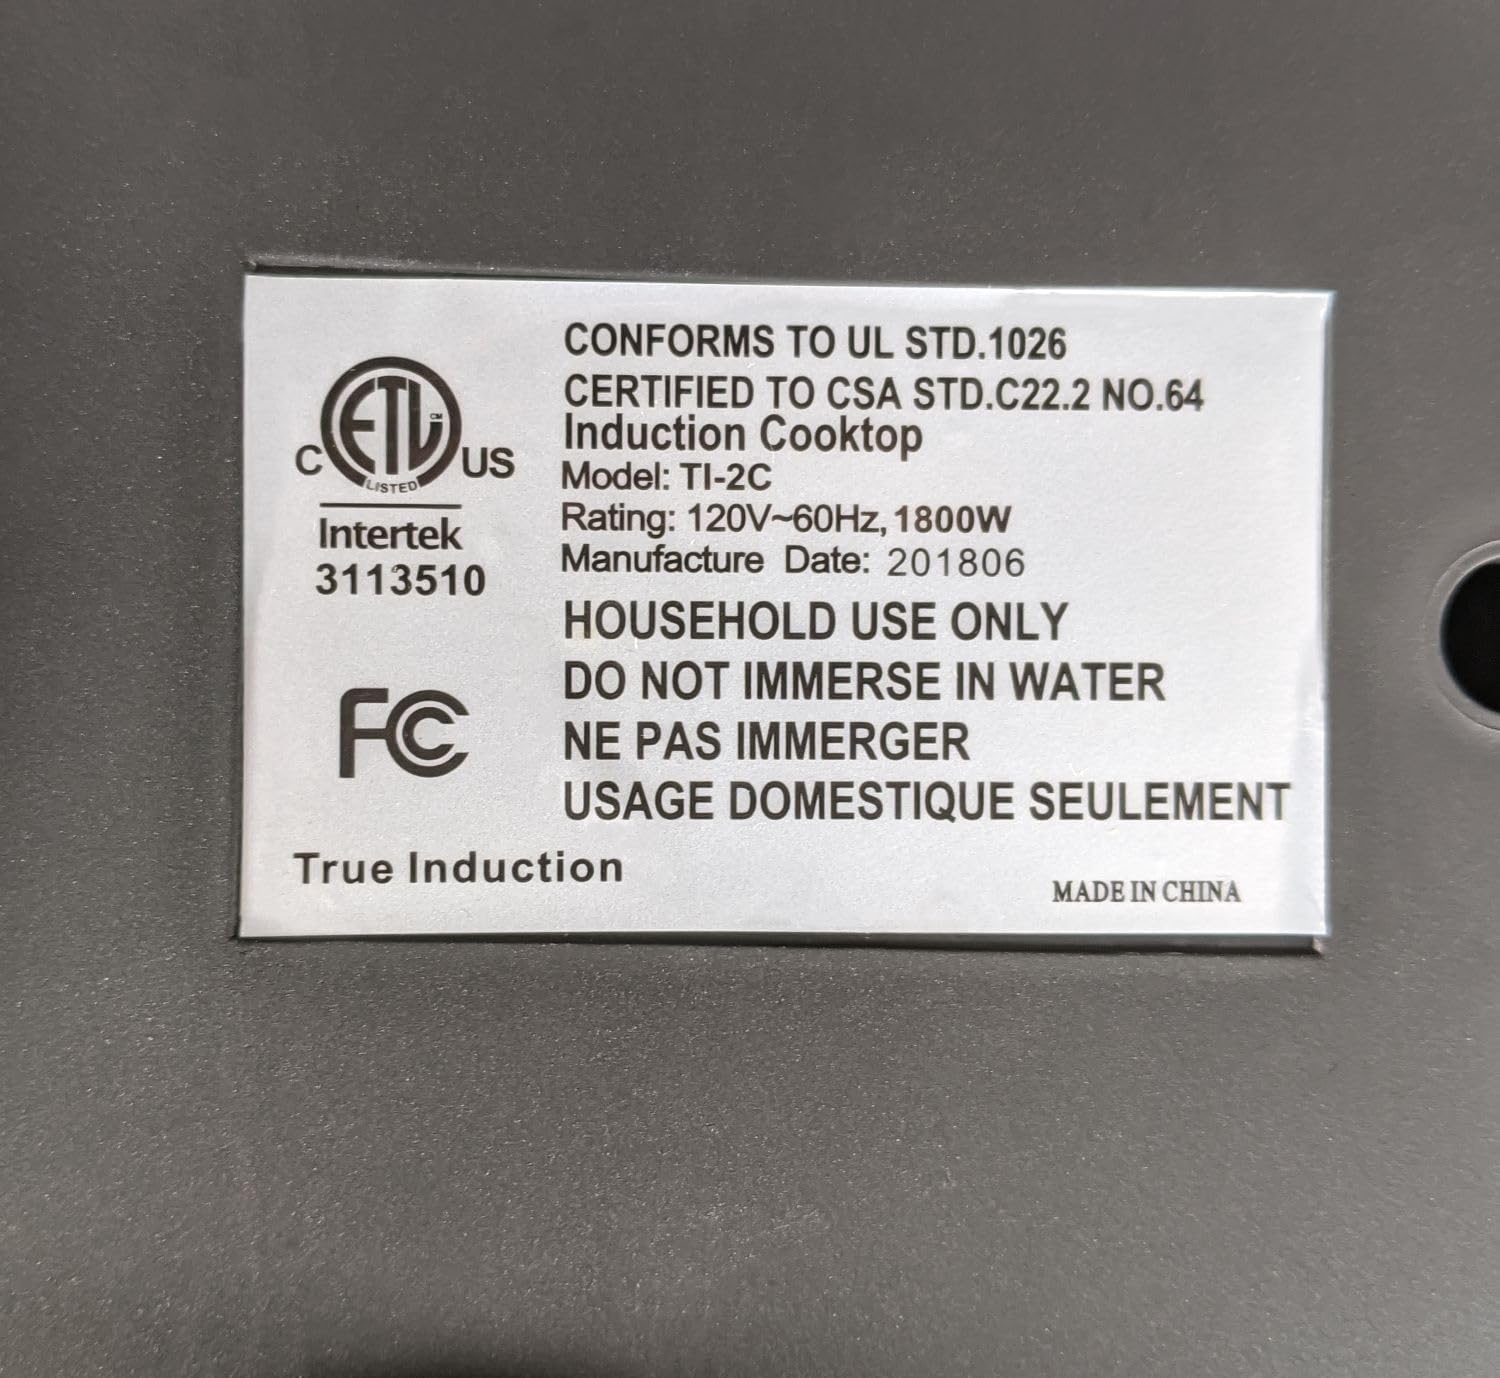 CONFORMS TO UL STD.1026
CERTIFIED TO CSA STD.C22.2 NO.64
Induction Cooktop
Model: TI-2C
Rating: 120V~60Hz, 1800W
Manufacture Date: 201806
HOUSEHOLD USE ONLY
DO NOT IMMERSE IN WATER
NE PAS IMMERGER
USAGE DOMESTIQUE SEULEMENT
C ETL CM US
LISTED
Intertek
3113510
FC
True Induction
MADE IN CHINA